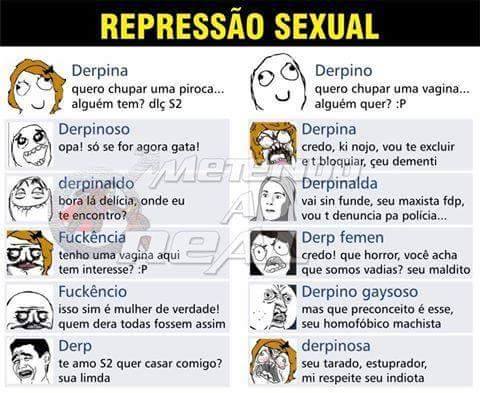 REPRESSÃO SEXUAL
Derpina
quero chupar uma piroca...
alguém tem? dlç S2
Derpinoso
opa! só se for agora gata!
derpinaldo
bora lá delícia, onde eu
te encontro?
Fuckência
tenho uma vagina aqui
tem interesse? :P
Fuckêncio
isso sim é mulher de verdade!
quem dera todas fossem assim
Derp
te amo S2 quer casar comigo?
sua limda
Derpino
quero chupar uma vagina...
alguém quer? :P
Derpina
credo, ki nojo, vou te excluir
e t bloquiar, çeu dementi
Derpinalda
vai sin funde, seu maxista fdp,
vou t denuncia pa polícia...
Derp femen
credo! que horror, você acha
que somos vadias? seu maldito
Derpino gaysoso
mas que preconceito é esse,
seu homofóbico machista
derpinosa
seu tarado, estuprador,
mi respeite seu indiota
METENDO